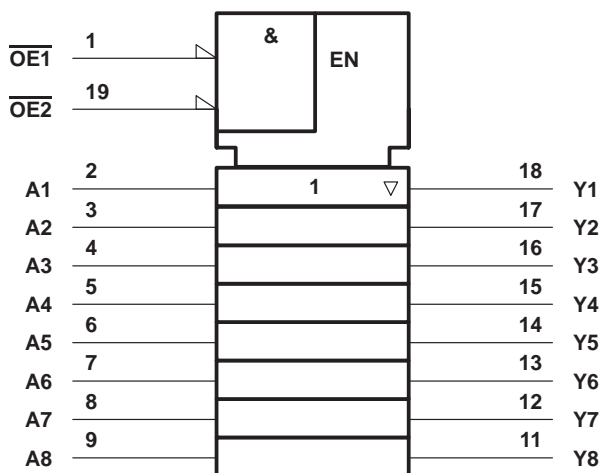 & EN
1
OE1
19
OE2
2 18
A1 1 ▽ Y1
3 17
A2 Y2
4 16
A3 Y3
5 15
A4 Y4
6 14
A5 Y5
7 13
A6 Y6
8 12
A7 Y7
9 11
A8 Y8